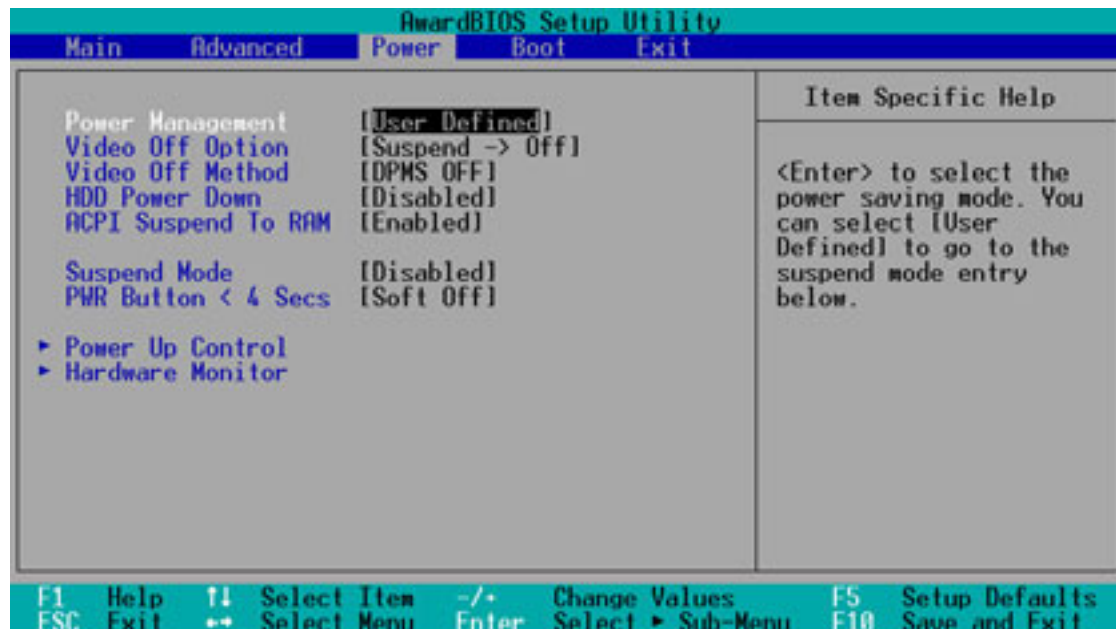 AwardBIOS Setup Utility
Main Advanced Power Boot Exit
Power Management [User Defined]
Video Off Option [Suspend -> Off]
Video Off Method [DPMS OFF]
HDD Power Down [Disabled]
ACPI Suspend To RAM [Enabled]
Suspend Mode [Disabled]
PWR Button < 4 Secs [Soft Off]
► Power Up Control
► Hardware Monitor
Item Specific Help
<Enter> to select the
power saving mode. You
can select [User
Defined] to go to the
suspend mode entry
below.
F1 Help ↑↓ Select Item -/+ Change Values F5 Setup Defaults
ESC Exit ←→ Select Menu Enter Select ► Sub-Menu F10 Save and Exit